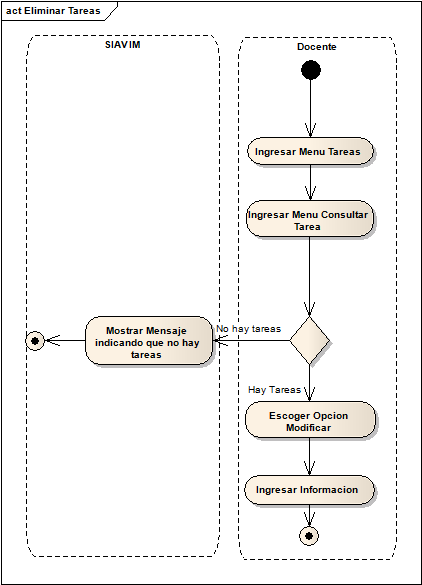 act Eliminar Tareas
SIAVIM
Docente
Ingresar Menu Tareas
Ingresar Menu Consultar
Tarea
No hay tareas
Mostrar Mensaje
indicando que no hay
tareas
Hay Tareas
Escoger Opcion
Modificar
Ingresar Informacion